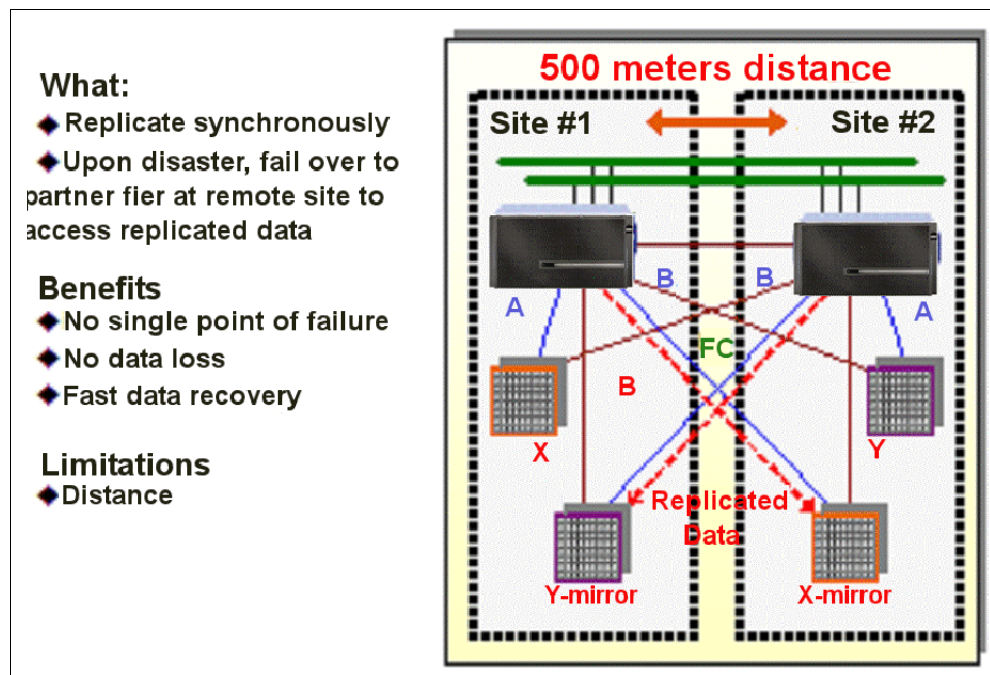 What:
Replicate synchronously
Upon disaster, fail over to
partner fier at remote site to
access replicated data
Benefits
No single point of failure
No data loss
Fast data recovery
Limitations
Distance
500 meters distance
Site #1
Site #2
B
B
A
A
FC
B
X
Y
Replicated
Data
Y-mirror
X-mirror